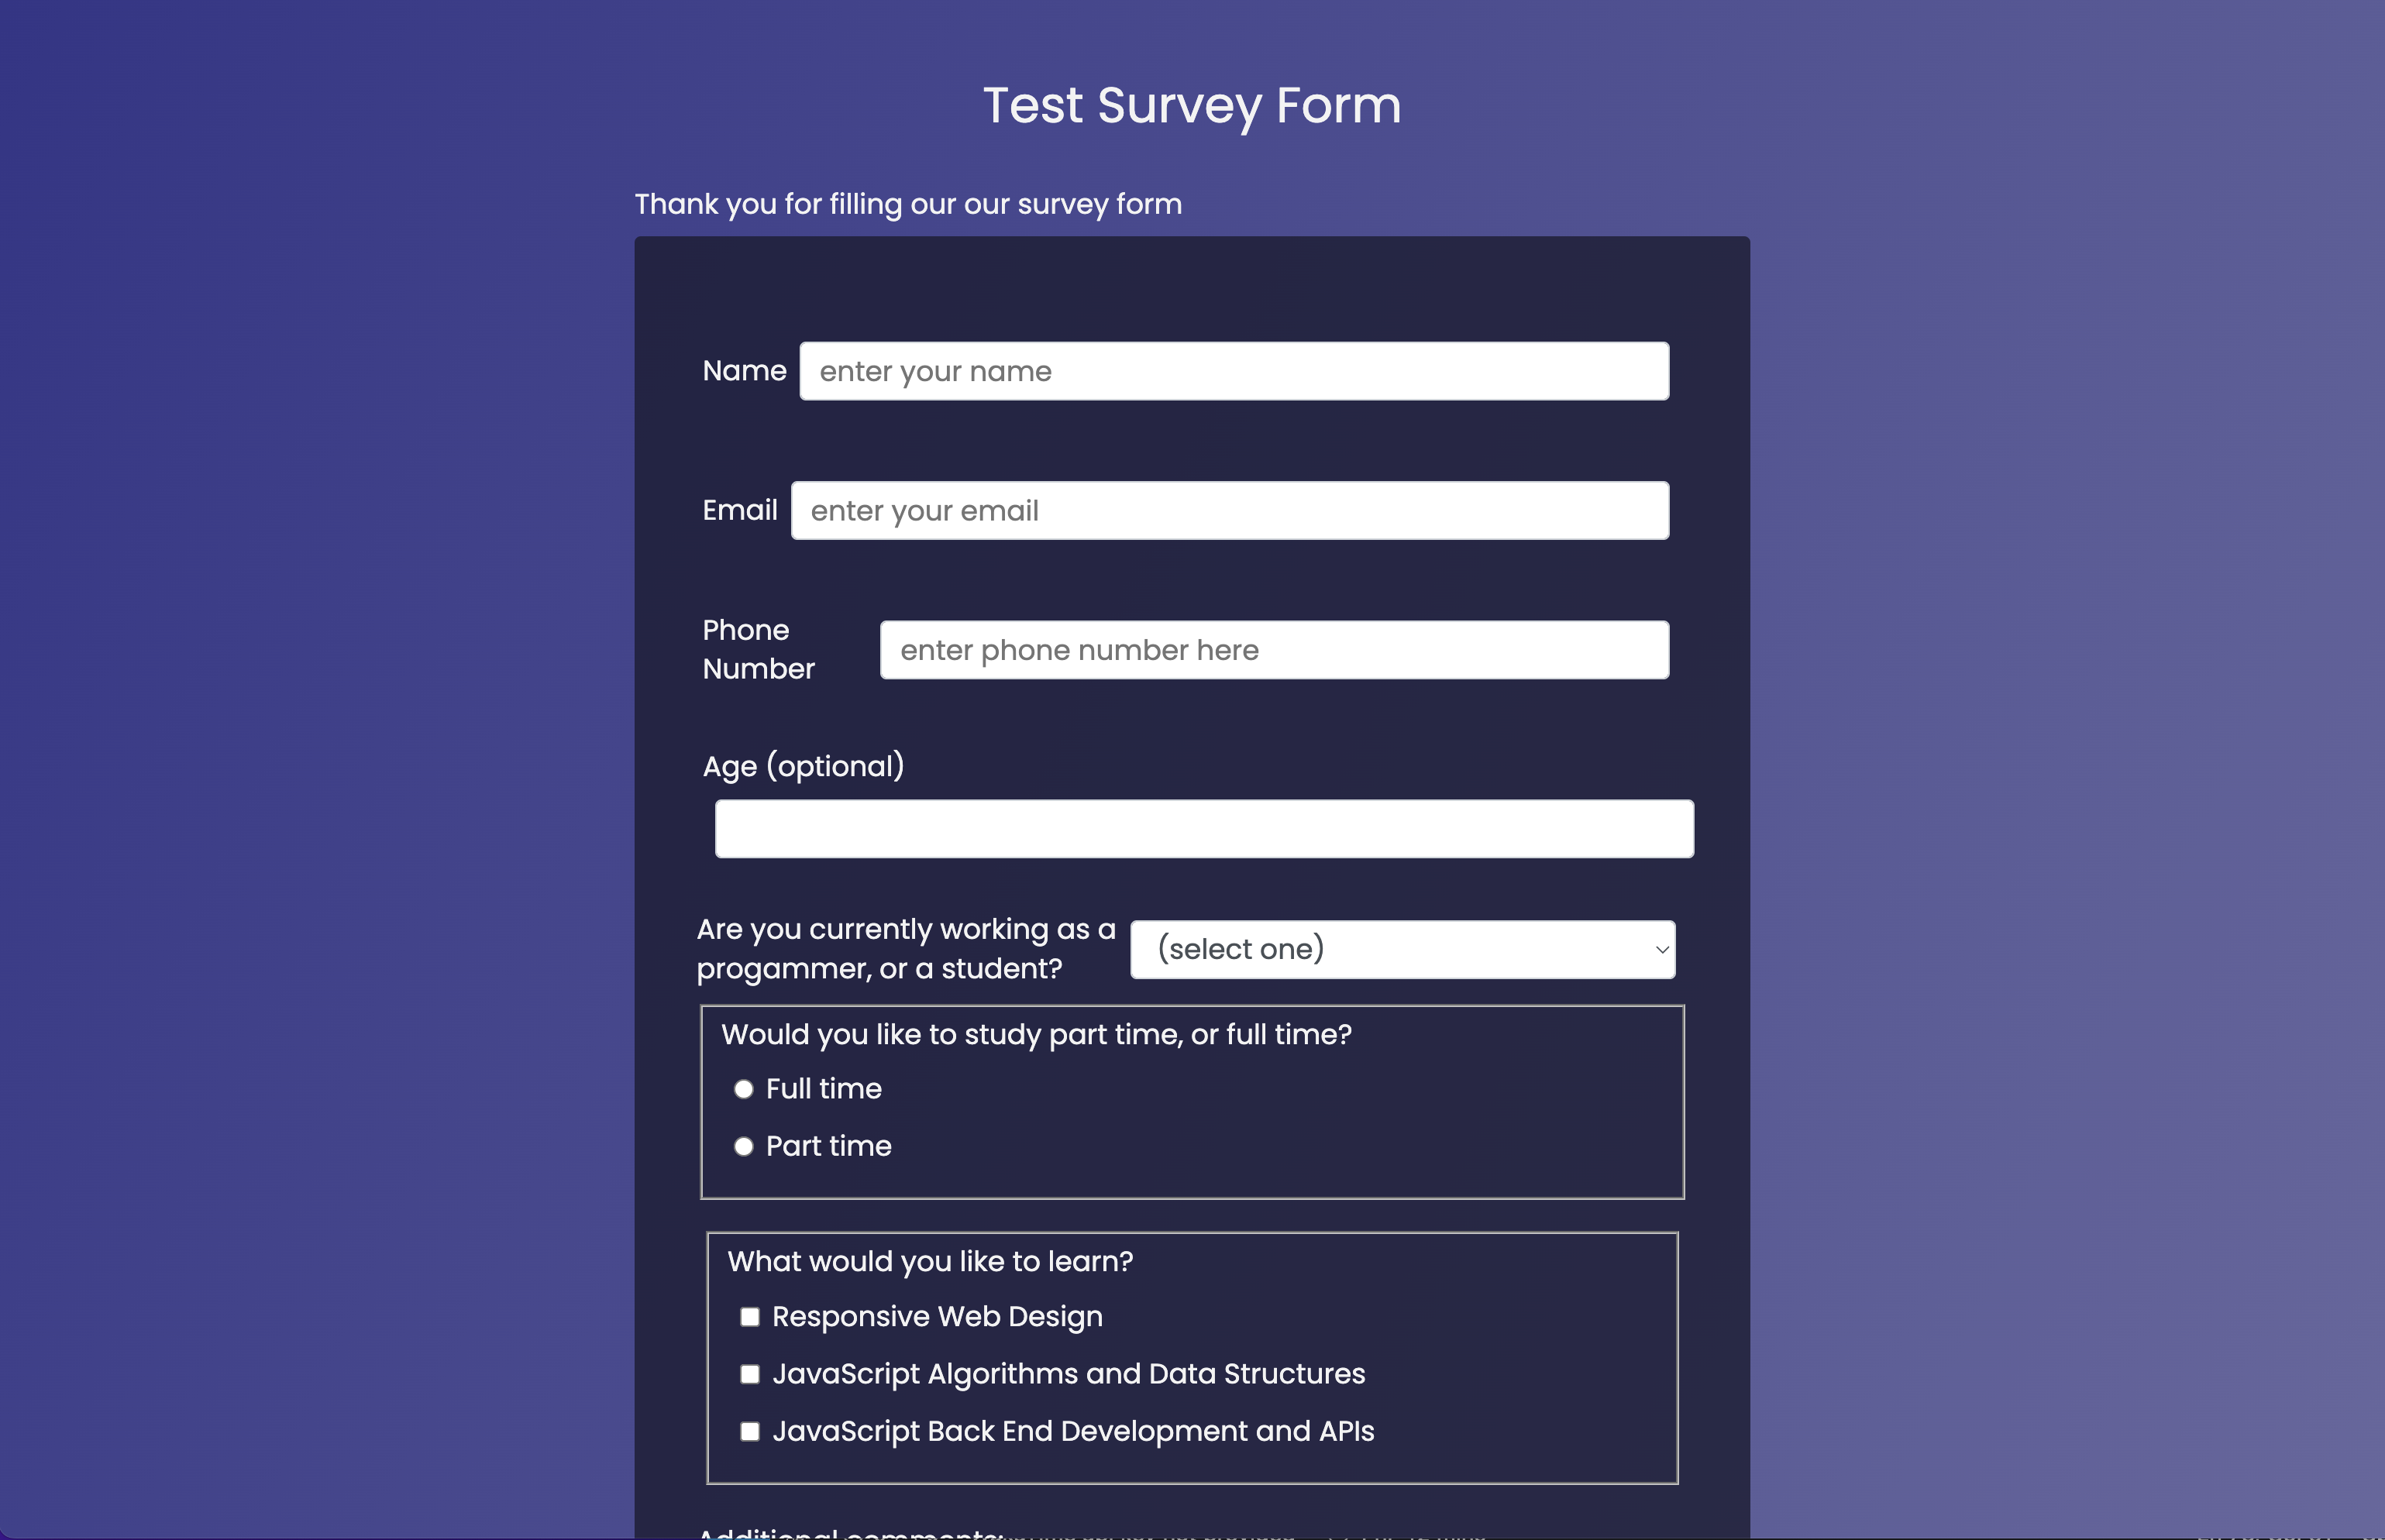 Test Survey Form
Thank you for filling our our survey form
Name
enter your name
Email
enter your email
Phone
Number
enter phone number here
Age (optional)
Are you currently working as a
progammer, or a student?
(select one)
Would you like to study part time, or full time?
Full time
Part time
What would you like to learn?
Responsive Web Design
JavaScript Algorithms and Data Structures
JavaScript Back End Development and APIs
Additional comments: